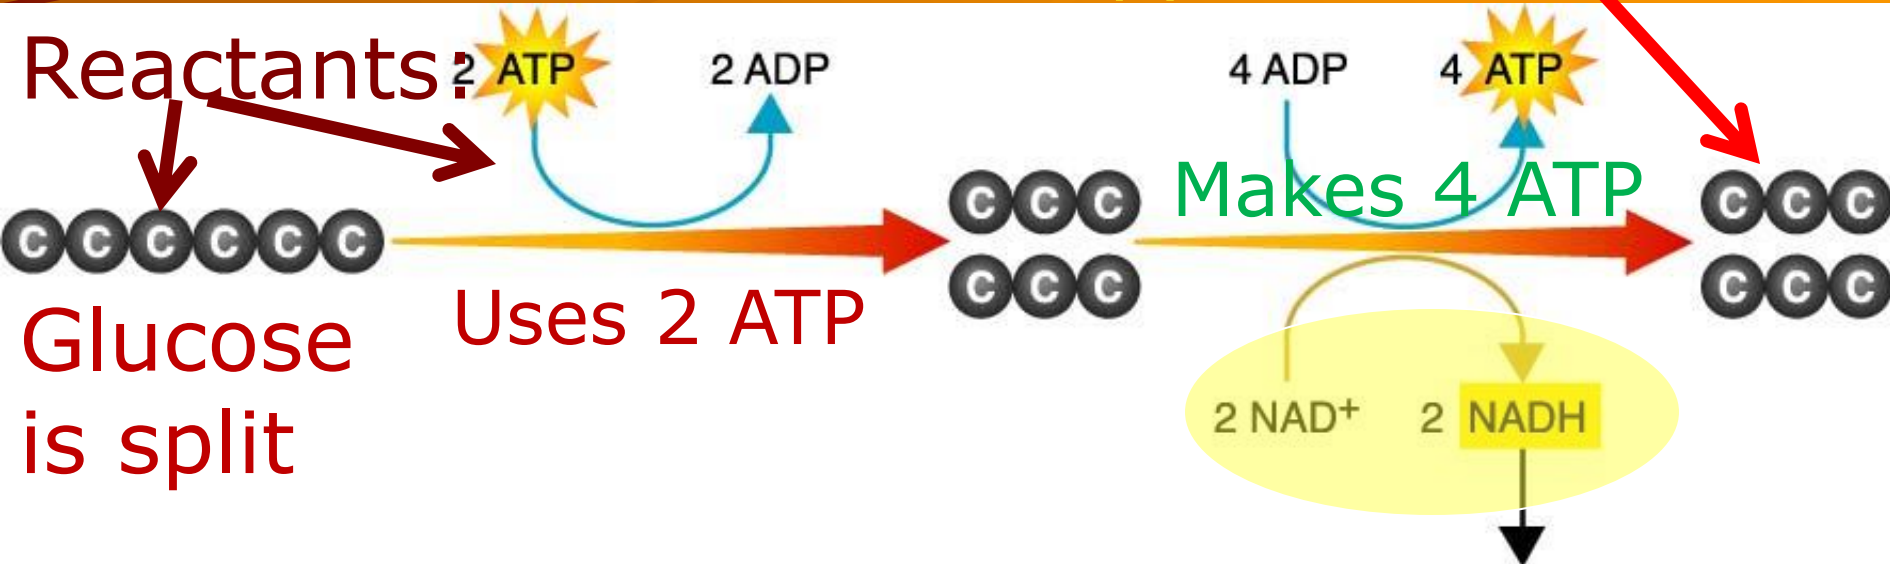 Reactants:
2 ATP
2 ADP
4 ADP
4 ATP
C C C C C C
C C C
C C C
Makes 4 ATP
C C C
C C C
Glucose
is split
Uses 2 ATP
2 NAD+
2 NADH